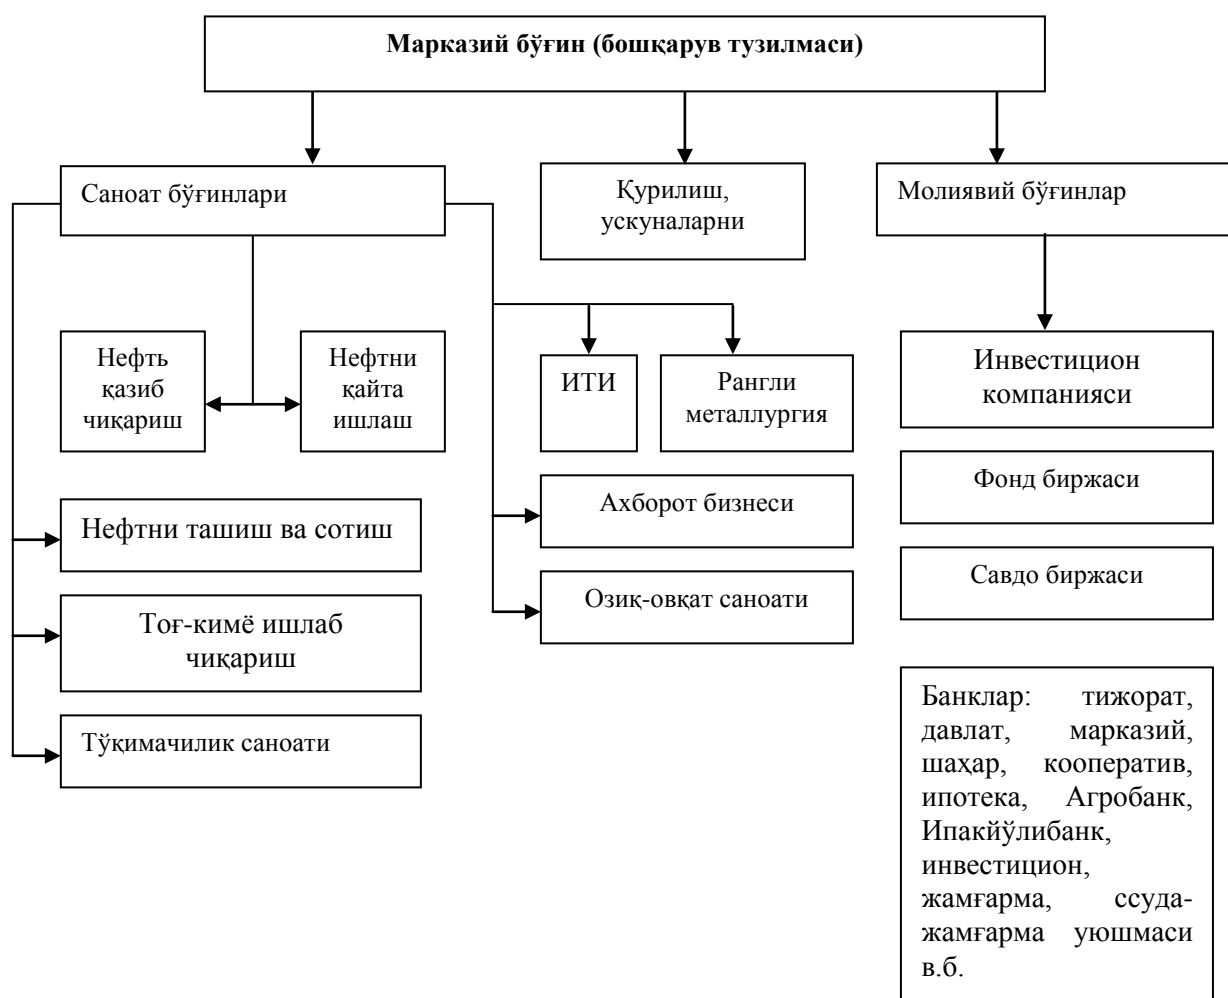 Марказий бўғин (бошқарув тузилмаси)
Саноат бўғинлари
Қурилиш,
ускуналарни
Молиявий бўғинлар
Нефть
қазиб
чиқариш
Нефтни
қайта
ишлаш
ИТИ
Рангли
металлургия
Инвестицион
компанияси
Нефтни ташиш ва сотиш
Ахборот бизнеси
Фонд биржаси
Тоғ-кимё ишлаб
чиқариш
Озиқ-овқат саноати
Савдо биржаси
Тўқимачилик саноати
Банклар: тижорат,
давлат, марказий,
шаҳар, кооператив,
ипотека, Агробанк,
Ипакйўлибанк,
инвестицион,
жамғарма, ссуда-
жамғарма уюшмаси
в.б.